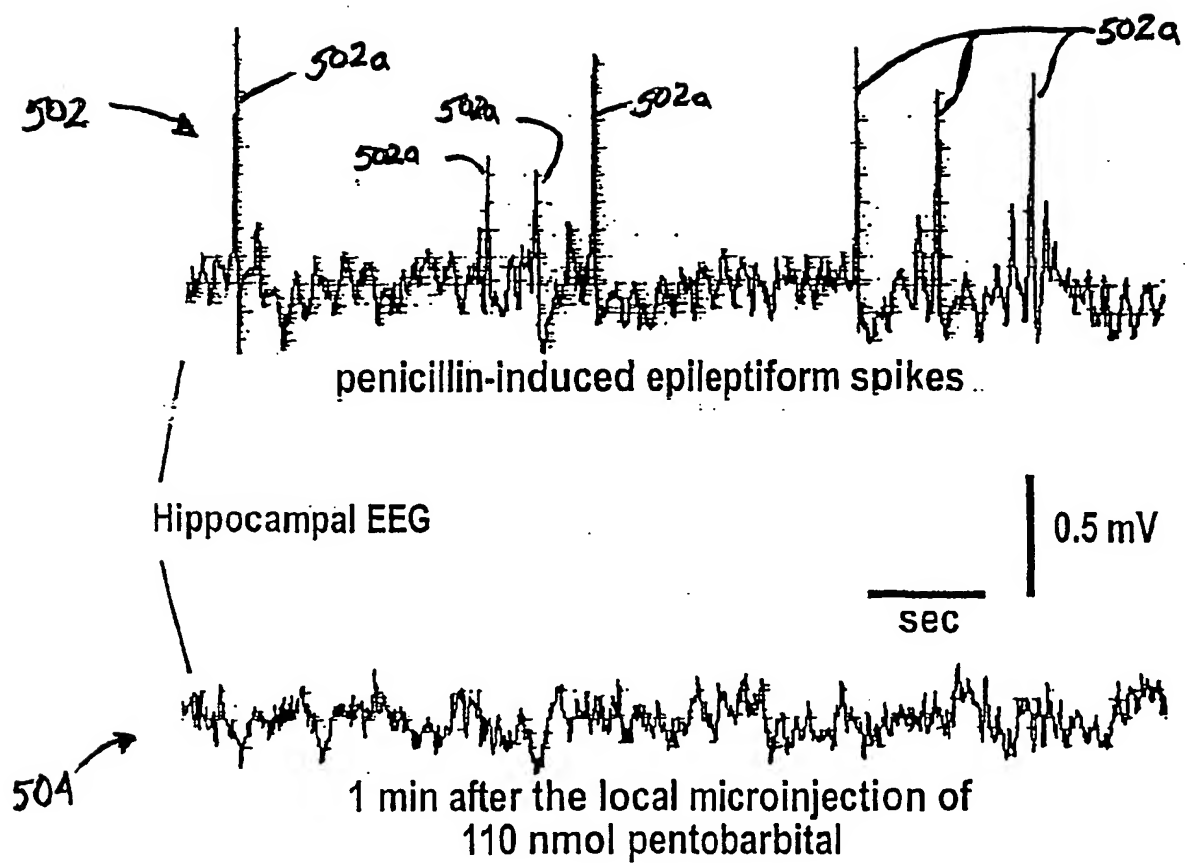 502a
502a
502
502a
502a
502a
penicillin-induced epileptiform spikes
Hippocampal EEG
0.5 mV
sec
504
1 min after the local microinjection of
110 nmol pentobarbital